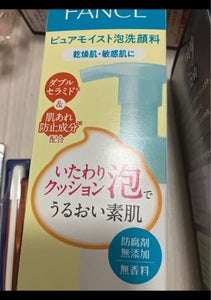 FANCL
ピュアモイスト泡洗顔料
乾燥肌・敏感肌に
ダブル
セラミド
&
肌あれ
防止成分
配合
いたわり
クッション泡で
うるおい素肌
防腐剤
無添加
無香料